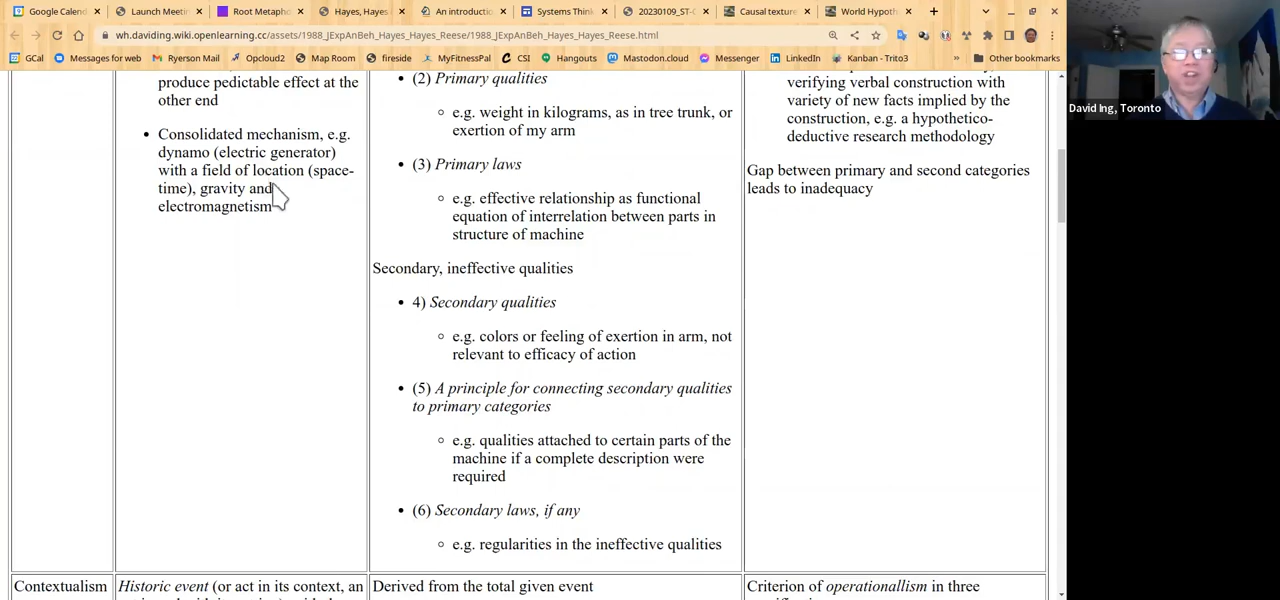 Google Calend
Launch Meeti
Root Metapho
Hayes, Hayes
An introducti
Systems Think
20230109_ST-O
Causal texture
World Hypoth
wh.daviding.wiki.openlearning.cc/assets/1988_JExpAnBeh_Hayes_Hayes_Reese/1988_JExpAnBeh_Hayes_Hayes_Reese.html
GCal
Messages for web
Ryerson Mail
Opcloud2
Map Room
fireside
MyFitnessPal
CSI
Hangouts
Mastodon.cloud
Messenger
LinkedIn
Kanban - Trito3
»
Other bookmarks
produce pedictable effect at the
other end
• Consolidated mechanism, e.g.
dynamo (electric generator)
with a field of location (space-
time), gravity and
electromagnetism
(2) Primary qualities
e.g. weight in kilograms, as in tree trunk, or
exertion of my arm
• (3) Primary laws
e.g. effective relationship as functional
equation of interrelation between parts in
structure of machine
Secondary, ineffective qualities
• 4) Secondary qualities
e.g. colors or feeling of exertion in arm, not
relevant to efficacy of action
• (5) A principle for connecting secondary qualities
to primary categories
e.g. qualities attached to certain parts of the
machine if a complete description were
required
• (6) Secondary laws, if any
e.g. regularities in the ineffective qualities
verifying verbal construction with
variety of new facts implied by the
construction, e.g. a hypothetico-
deductive research methodology
Gap between primary and second categories
leads to inadequacy
Contextualism
Historic event (or act in its context, an
Derived from the total given event
Criterion of operationallism in three
David Ing, Toronto